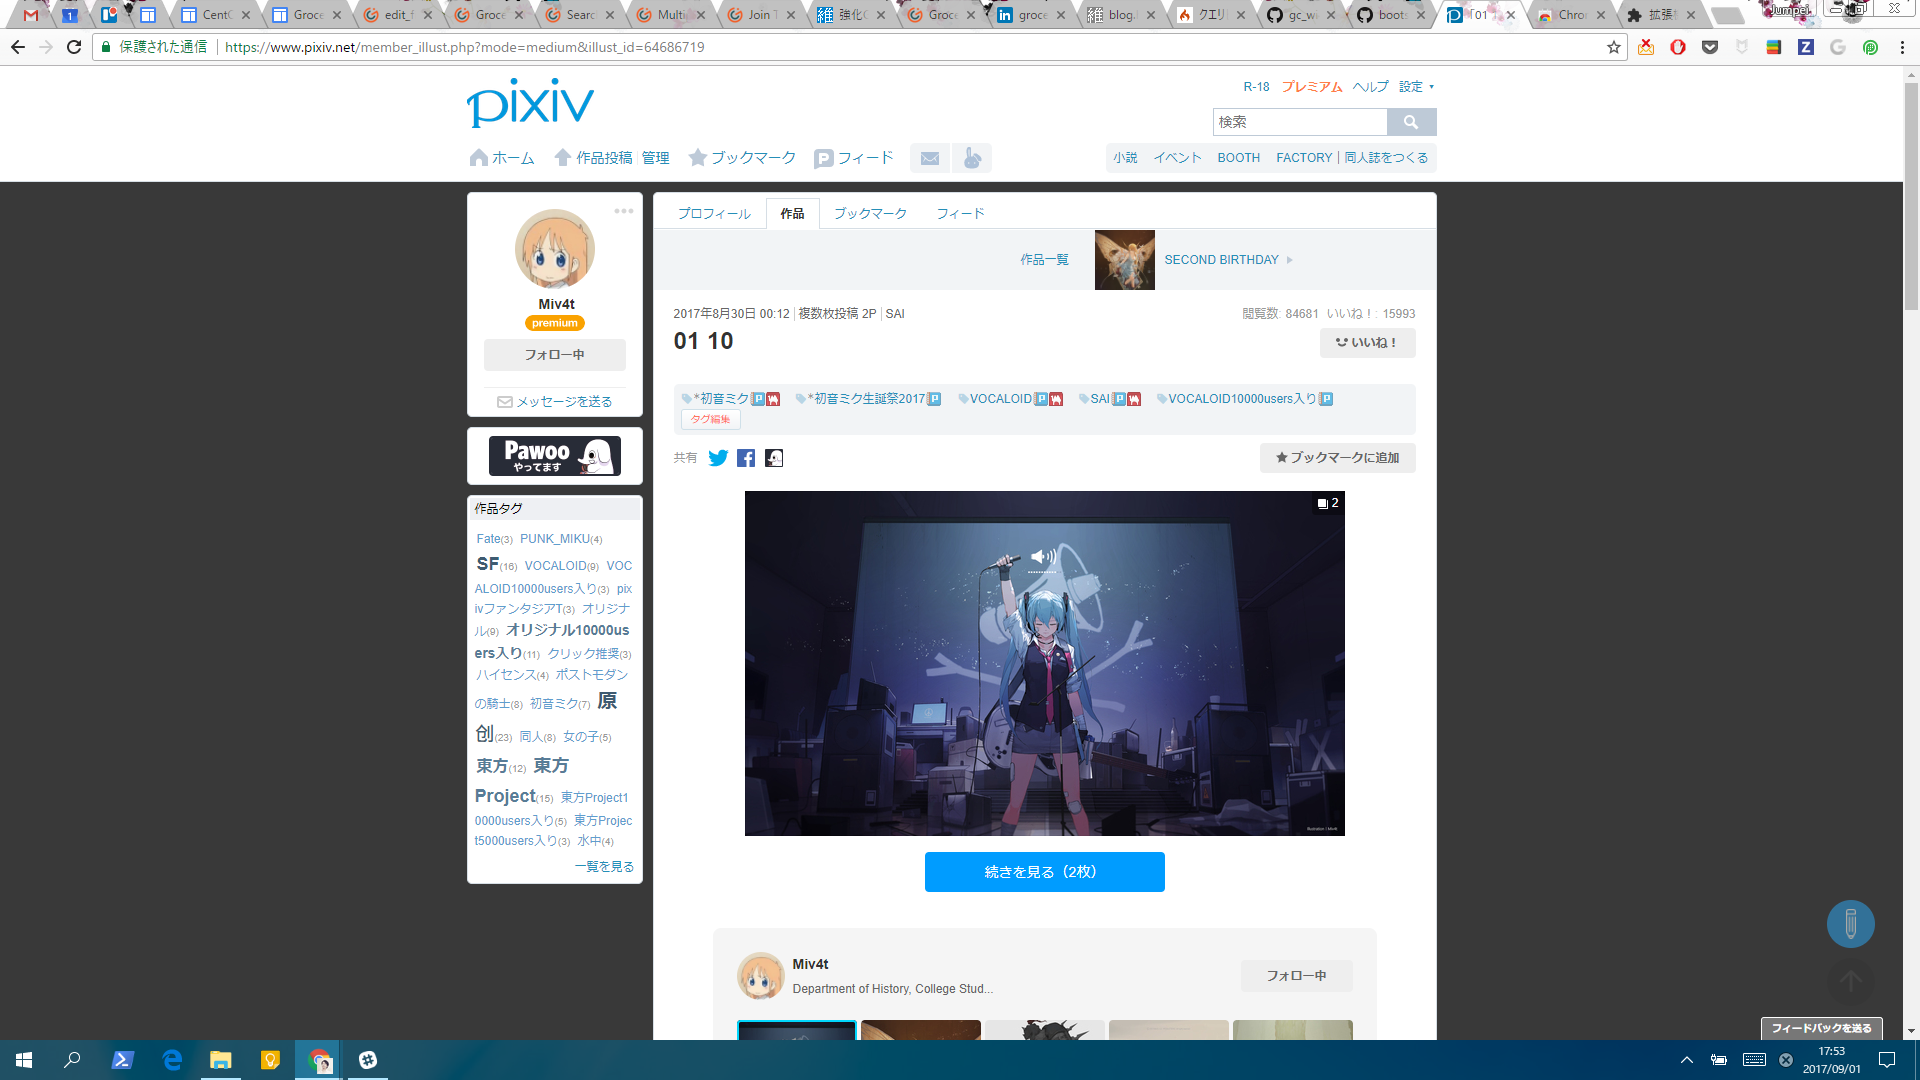 CentO
Groce
edit_f
Groce
Searc
Multi
Join T
強化
Groce
groce
blog.l
クエリ
gc_wi
boots
「01 1
Chro
拡張
Jumpei
保護された通信
https://www.pixiv.net/member_illust.php?mode=medium&illust_id=64686719
pixiv
R-18 プレミアム ヘルプ 設定
検索
ホーム 作品投稿 管理 ブックマーク フィード
小説 イベント BOOTH FACTORY | 同人誌をつくる
Miv4t
premium
フォロー中
メッセージを送る
Pawoo
やってます
作品タグ
Fate(3) PUNK_MIKU(4)
SF(16) VOCALOID(9) VOC
ALOID10000users入り(3) pix
ivファンタジアT(3) オリジナ
ル(9) オリジナル10000us
ers入り(11) クリック推奨(3)
ハイセンス(4) ポストモダン
の騎士(8) 初音ミク(7) 原
创(23) 同人(8) 女の子(5)
東方(12) 東方
Project(15) 東方Project1
0000users入り(5) 東方Projec
t5000users入り(3) 水中(4)
一覧を見る
プロフィール 作品 ブックマーク フィード
作品一覧 SECOND BIRTHDAY
2017年8月30日 00:12 | 複数枚投稿 2P | SAI
閲覧数: 84681 いいね！: 15993
01 10
いいね！
*初音ミク *初音ミク生誕祭2017 VOCALOID SAI VOCALOID10000users入り
タグ編集
共有
ブックマークに追加
2
続きを見る（2枚）
Miv4t
Department of History, College Stud...
フォロー中
フィードバックを送る
17:53
2017/09/01